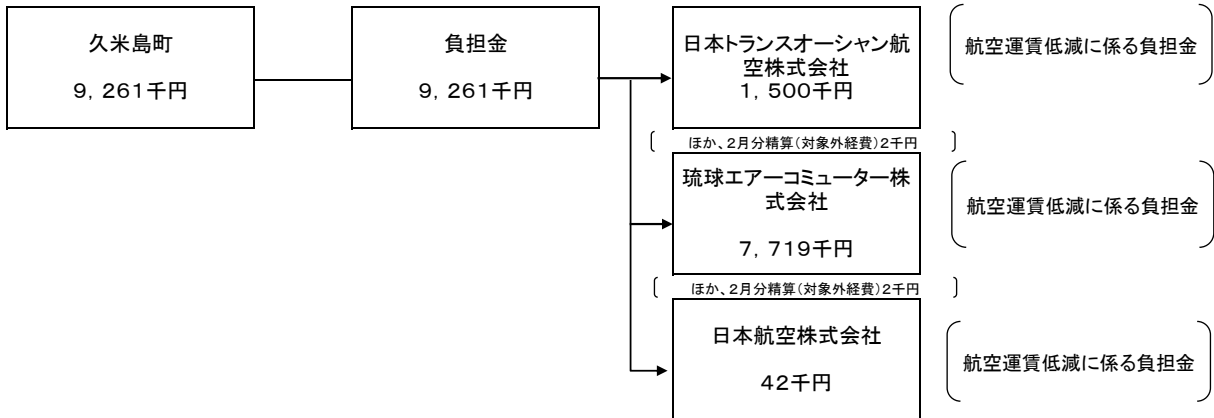 久米島町
9,261千円
負担金
9,261千円
日本トランスオーシャン航
空株式会社
1,500千円
航空運賃低減に係る負担金
ほか、2月分精算(対象外経費)2千円
琉球エアーコミューター株
式会社
7,719千円
航空運賃低減に係る負担金
ほか、2月分精算(対象外経費)2千円
日本航空株式会社
42千円
航空運賃低減に係る負担金